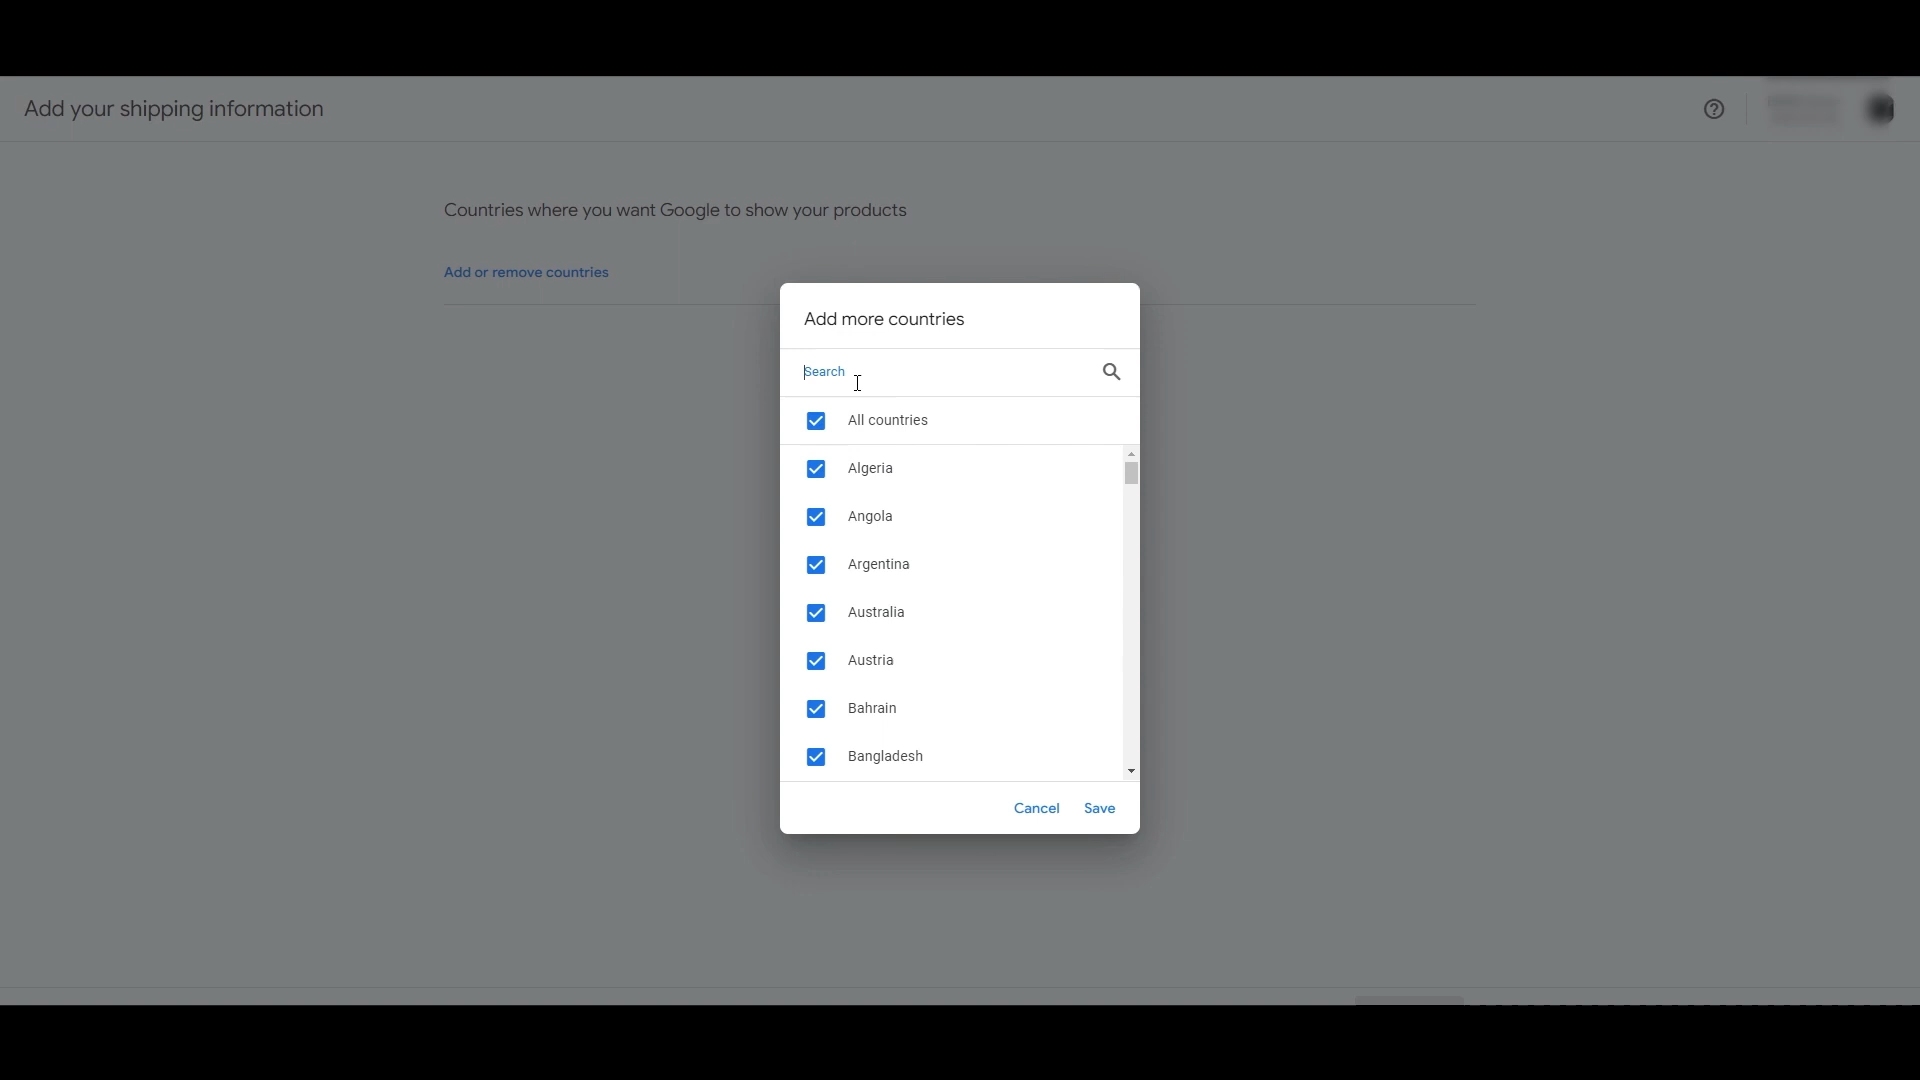 Add your shipping information
Countries where you want Google to show your products
Add or remove countries
Add more countries
Search
All countries
Algeria
Angola
Argentina
Australia
Austria
Bahrain
Bangladesh
Cancel Save